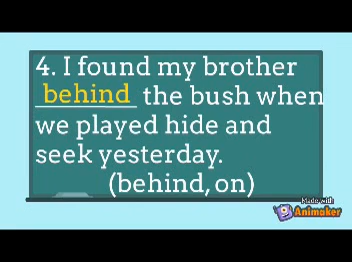 4. I found my brother
behind the bush when
we played hide and
seek yesterday.
(behind, on)
Made with
Animaker